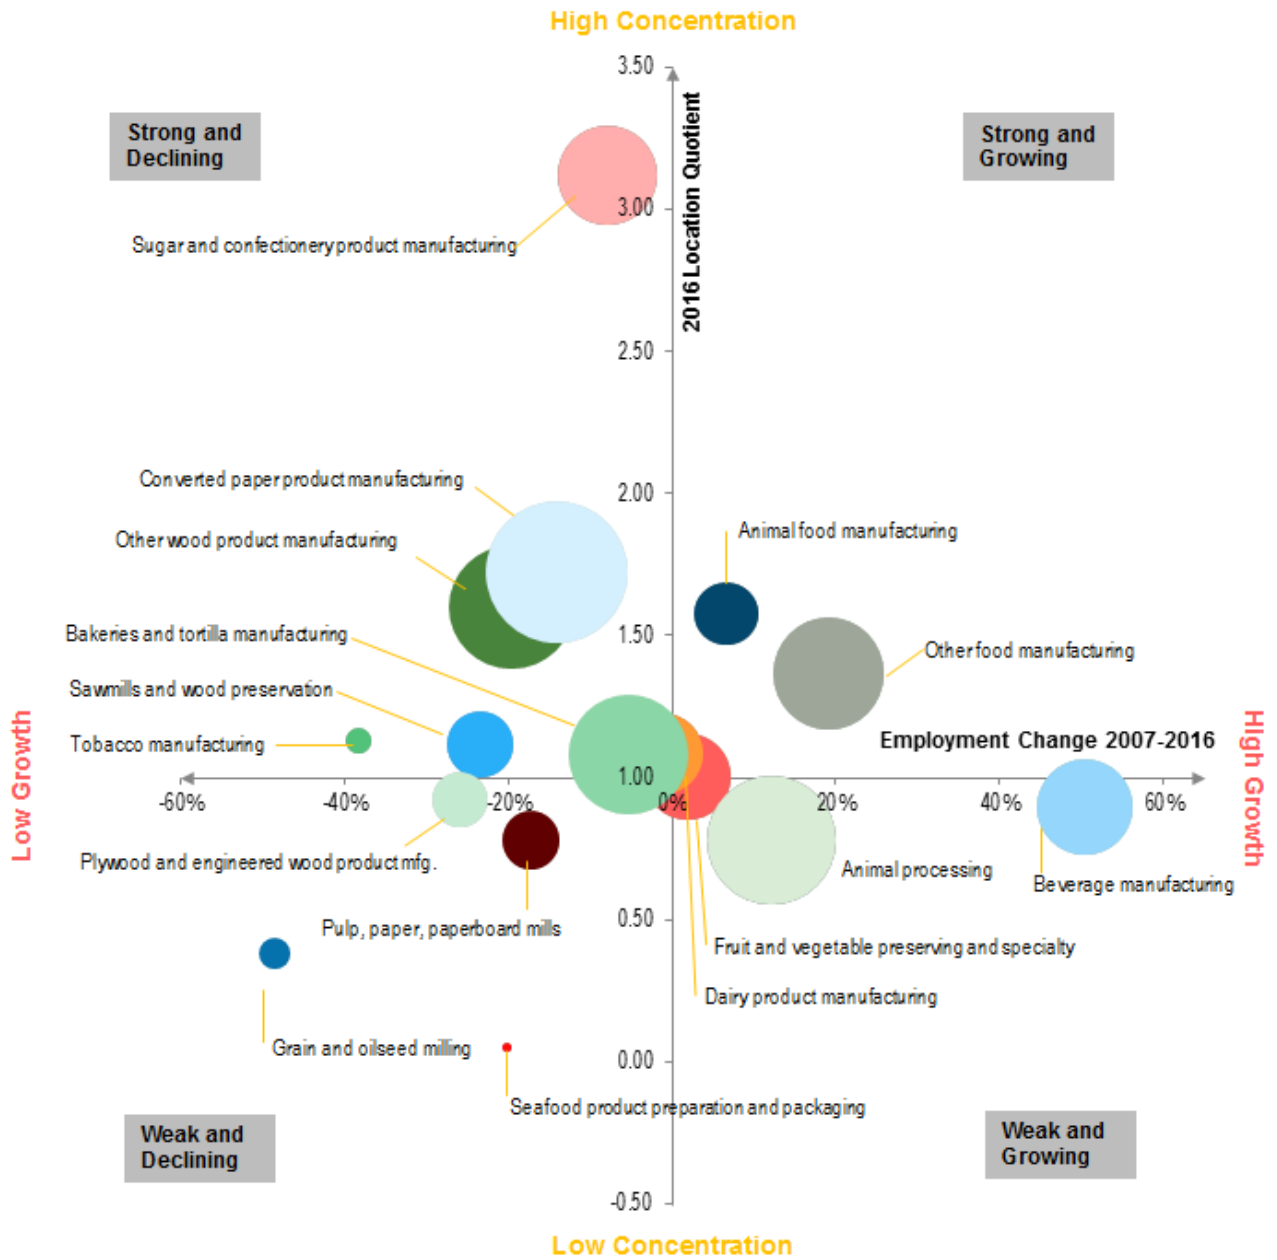 High Concentration
3.50
Strong and
Declining
Strong and
Growing
2016 Location Quotient
3.00
Sugar and confectionery product manufacturing
2.50
Converted paper product manufacturing
2.00
Other wood product manufacturing
Animal food manufacturing
Bakeries and tortilla manufacturing
1.50
Other food manufacturing
Sawmills and wood preservation
Tobacco manufacturing
Employment Change 2007-2016
Low Growth
HIgh Growth
1.00
-60%
-40%
-20%
0%
20%
40%
60%
Plywood and engineered wood product mfg.
Animal processing
Beverage manufacturing
0.50
Pulp, paper, paperboard mills
Fruit and vegetable preserving and specialty
Dairy product manufacturing
Grain and oilseed milling
0.00
Seafood product preparation and packaging
Weak and
Declining
Weak and
Growing
-0.50
Low Concentration